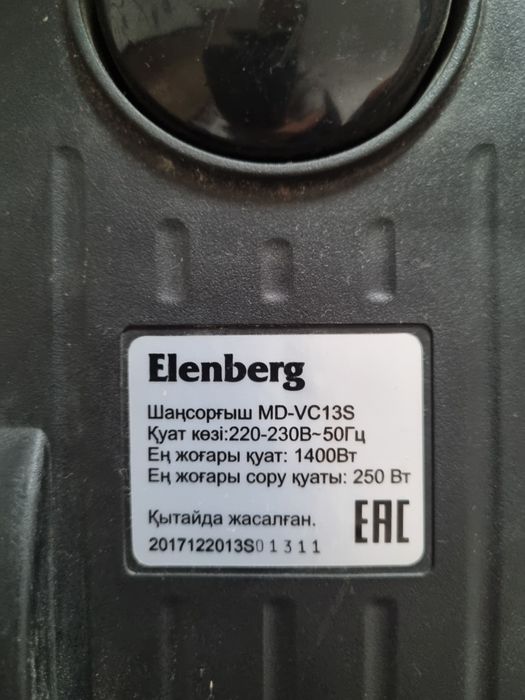 Elenberg
Шаңсорғыш MD-VC13S
Қуат көзі:220-230В~50Гц
Ең жоғары қуат: 1400Вт
Ең жоғары сору қуаты: 250 Вт
Қытайда жасалған.
EAC
2017122013S01311